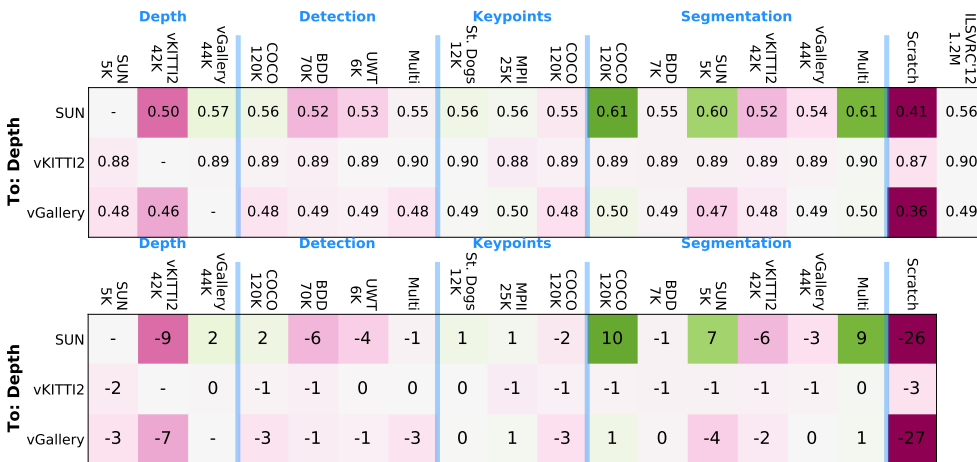 Depth Detection Keypoints Segmentation
SUN 5K vKITTI2 42K vGallery 44K COCO 120K BDD 70K UWT 6K Multi St. Dogs 12K MPII 25K COCO 120K COCO 120K BDD 7K SUN 5K vKITTI2 42K vGallery 44K Multi Scratch ILSVRC'12 1.2M
To: Depth
SUN - 0.50 0.57 0.56 0.52 0.53 0.55 0.56 0.56 0.55 0.61 0.55 0.60 0.52 0.54 0.61 0.41 0.56
vKITTI2 0.88 - 0.89 0.89 0.89 0.89 0.90 0.90 0.88 0.89 0.89 0.89 0.89 0.89 0.89 0.90 0.87 0.90
vGallery 0.48 0.46 - 0.48 0.49 0.49 0.48 0.49 0.50 0.48 0.50 0.49 0.47 0.48 0.49 0.50 0.36 0.49
Depth Detection Keypoints Segmentation
SUN 5K vKITTI2 42K vGallery 44K COCO 120K BDD 70K UWT 6K Multi St. Dogs 12K MPII 25K COCO 120K COCO 120K BDD 7K SUN 5K vKITTI2 42K vGallery 44K Multi Scratch
To: Depth
SUN - -9 2 2 -6 -4 -1 1 1 -2 10 -1 7 -6 -3 9 -26
vKITTI2 -2 - 0 -1 -1 0 0 0 -1 -1 -1 -1 -1 -1 -1 0 -3
vGallery -3 -7 - -3 -1 -1 -3 0 1 -3 1 0 -4 -2 0 1 -27